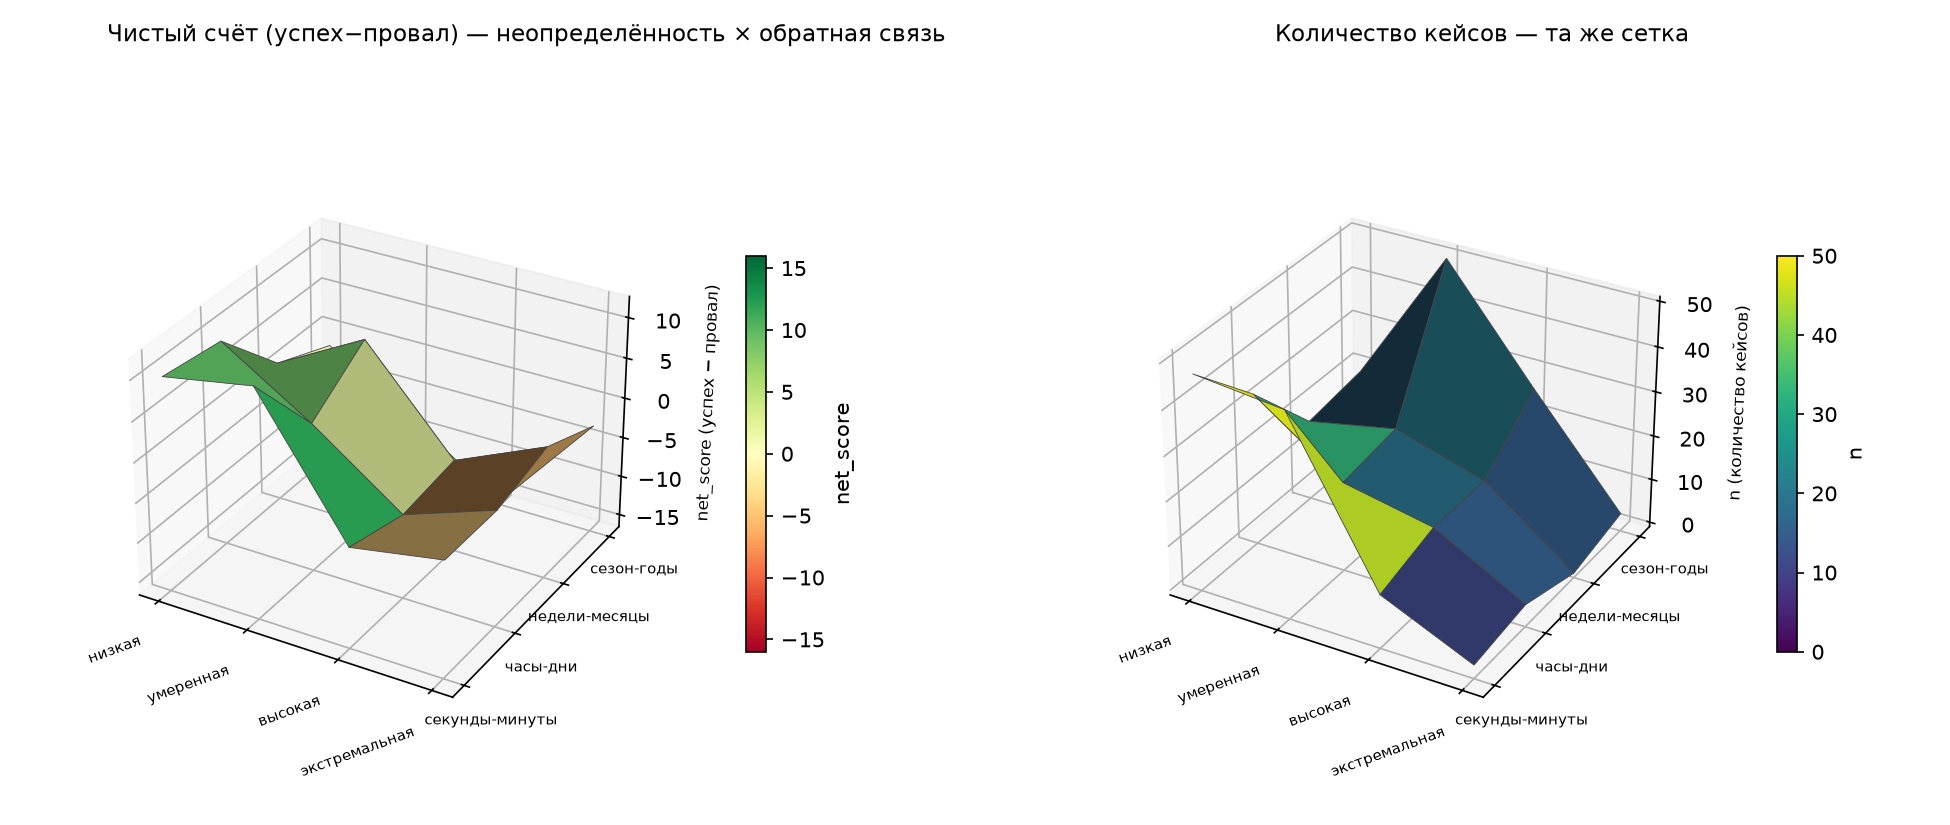 Чистый счёт (успех−провал) — неопределённость × обратная связь
10
5
0
−5
−10
−15
net_score (успех − провал)
низкая
умеренная
высокая
экстремальная
секунды-минуты
часы-дни
недели-месяцы
сезон-годы
15
10
5
0
−5
−10
−15
net_score
Количество кейсов — та же сетка
50
40
30
20
10
0
n (количество кейсов)
низкая
умеренная
высокая
экстремальная
секунды-минуты
часы-дни
недели-месяцы
сезон-годы
50
40
30
20
10
0
n